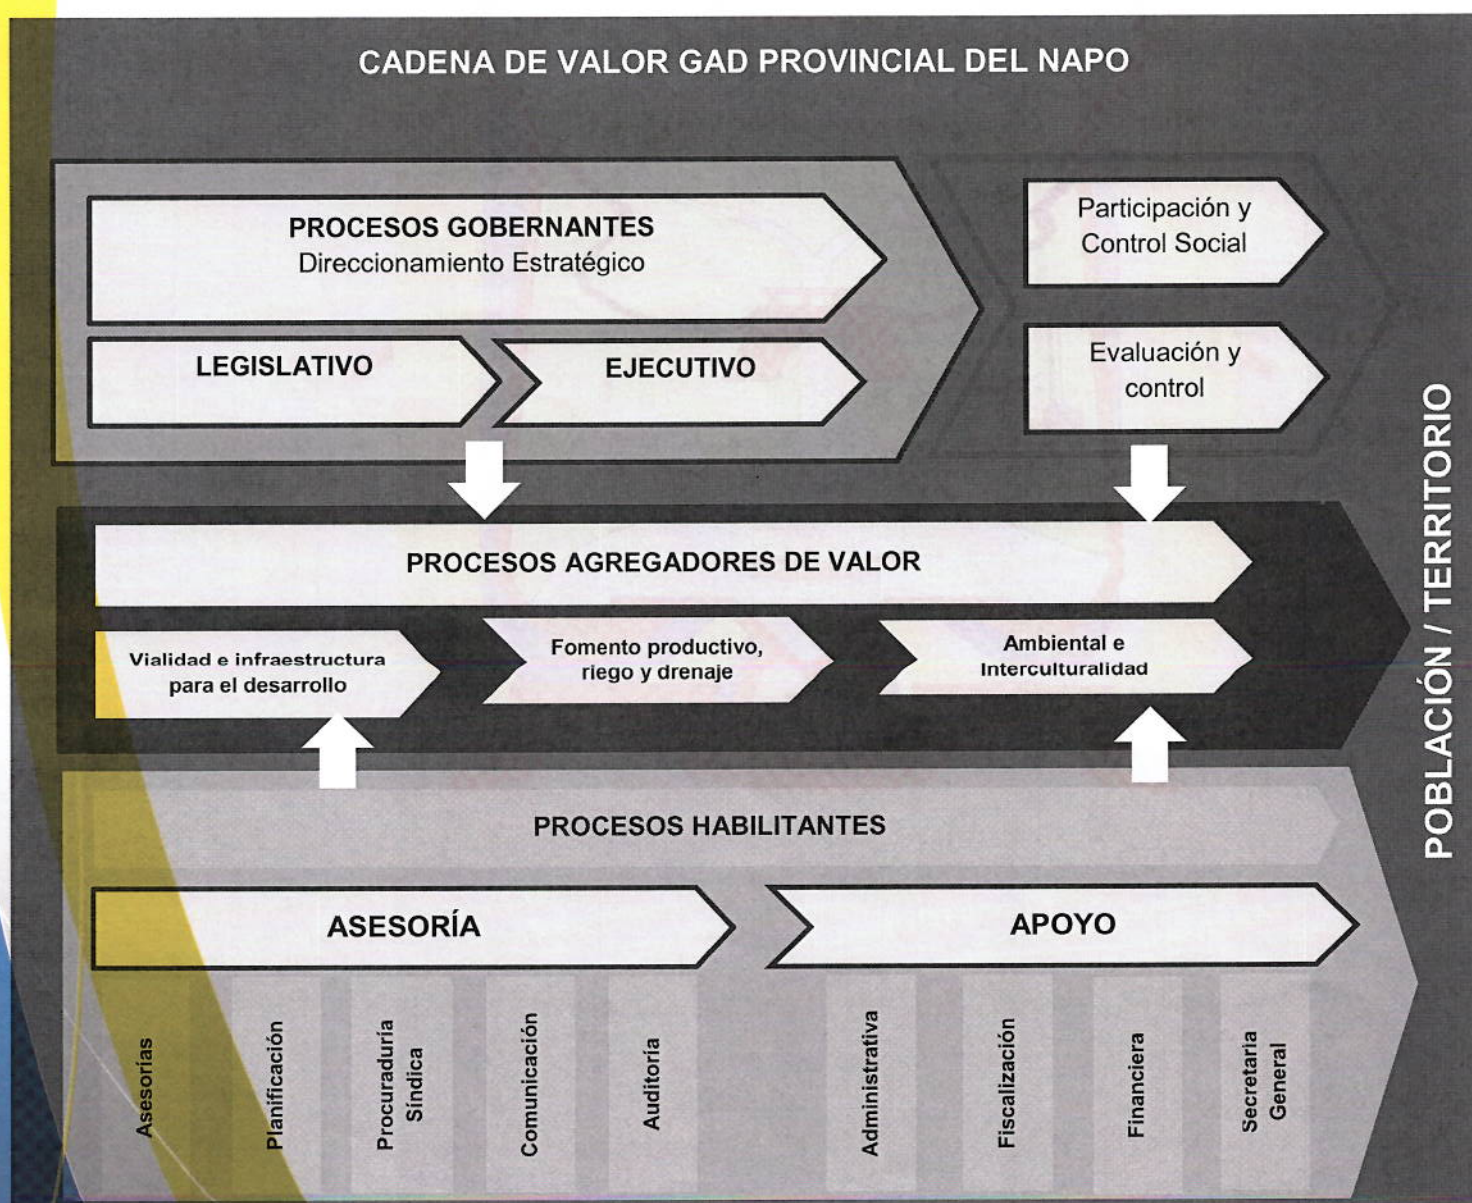 CADENA DE VALOR GAD PROVINCIAL DEL NAPO
PROCESOS GOBERNANTES
Direccionamiento Estratégico
LEGISLATIVO
EJECUTIVO
Participación y
Control Social
Evaluación y
control
PROCESOS AGREGADORES DE VALOR
Vialidad e infraestructura
para el desarrollo
Fomento productivo,
riego y drenaje
Ambiental e
Interculturalidad
PROCESOS HABILITANTES
ASESORÍA
APOYO
Asesorías
Planificación
Procuraduría
Síndica
Comunicación
Auditoría
Administrativa
Fiscalización
Financiera
Secretaria
General
POBLACIÓN / TERRITORIO